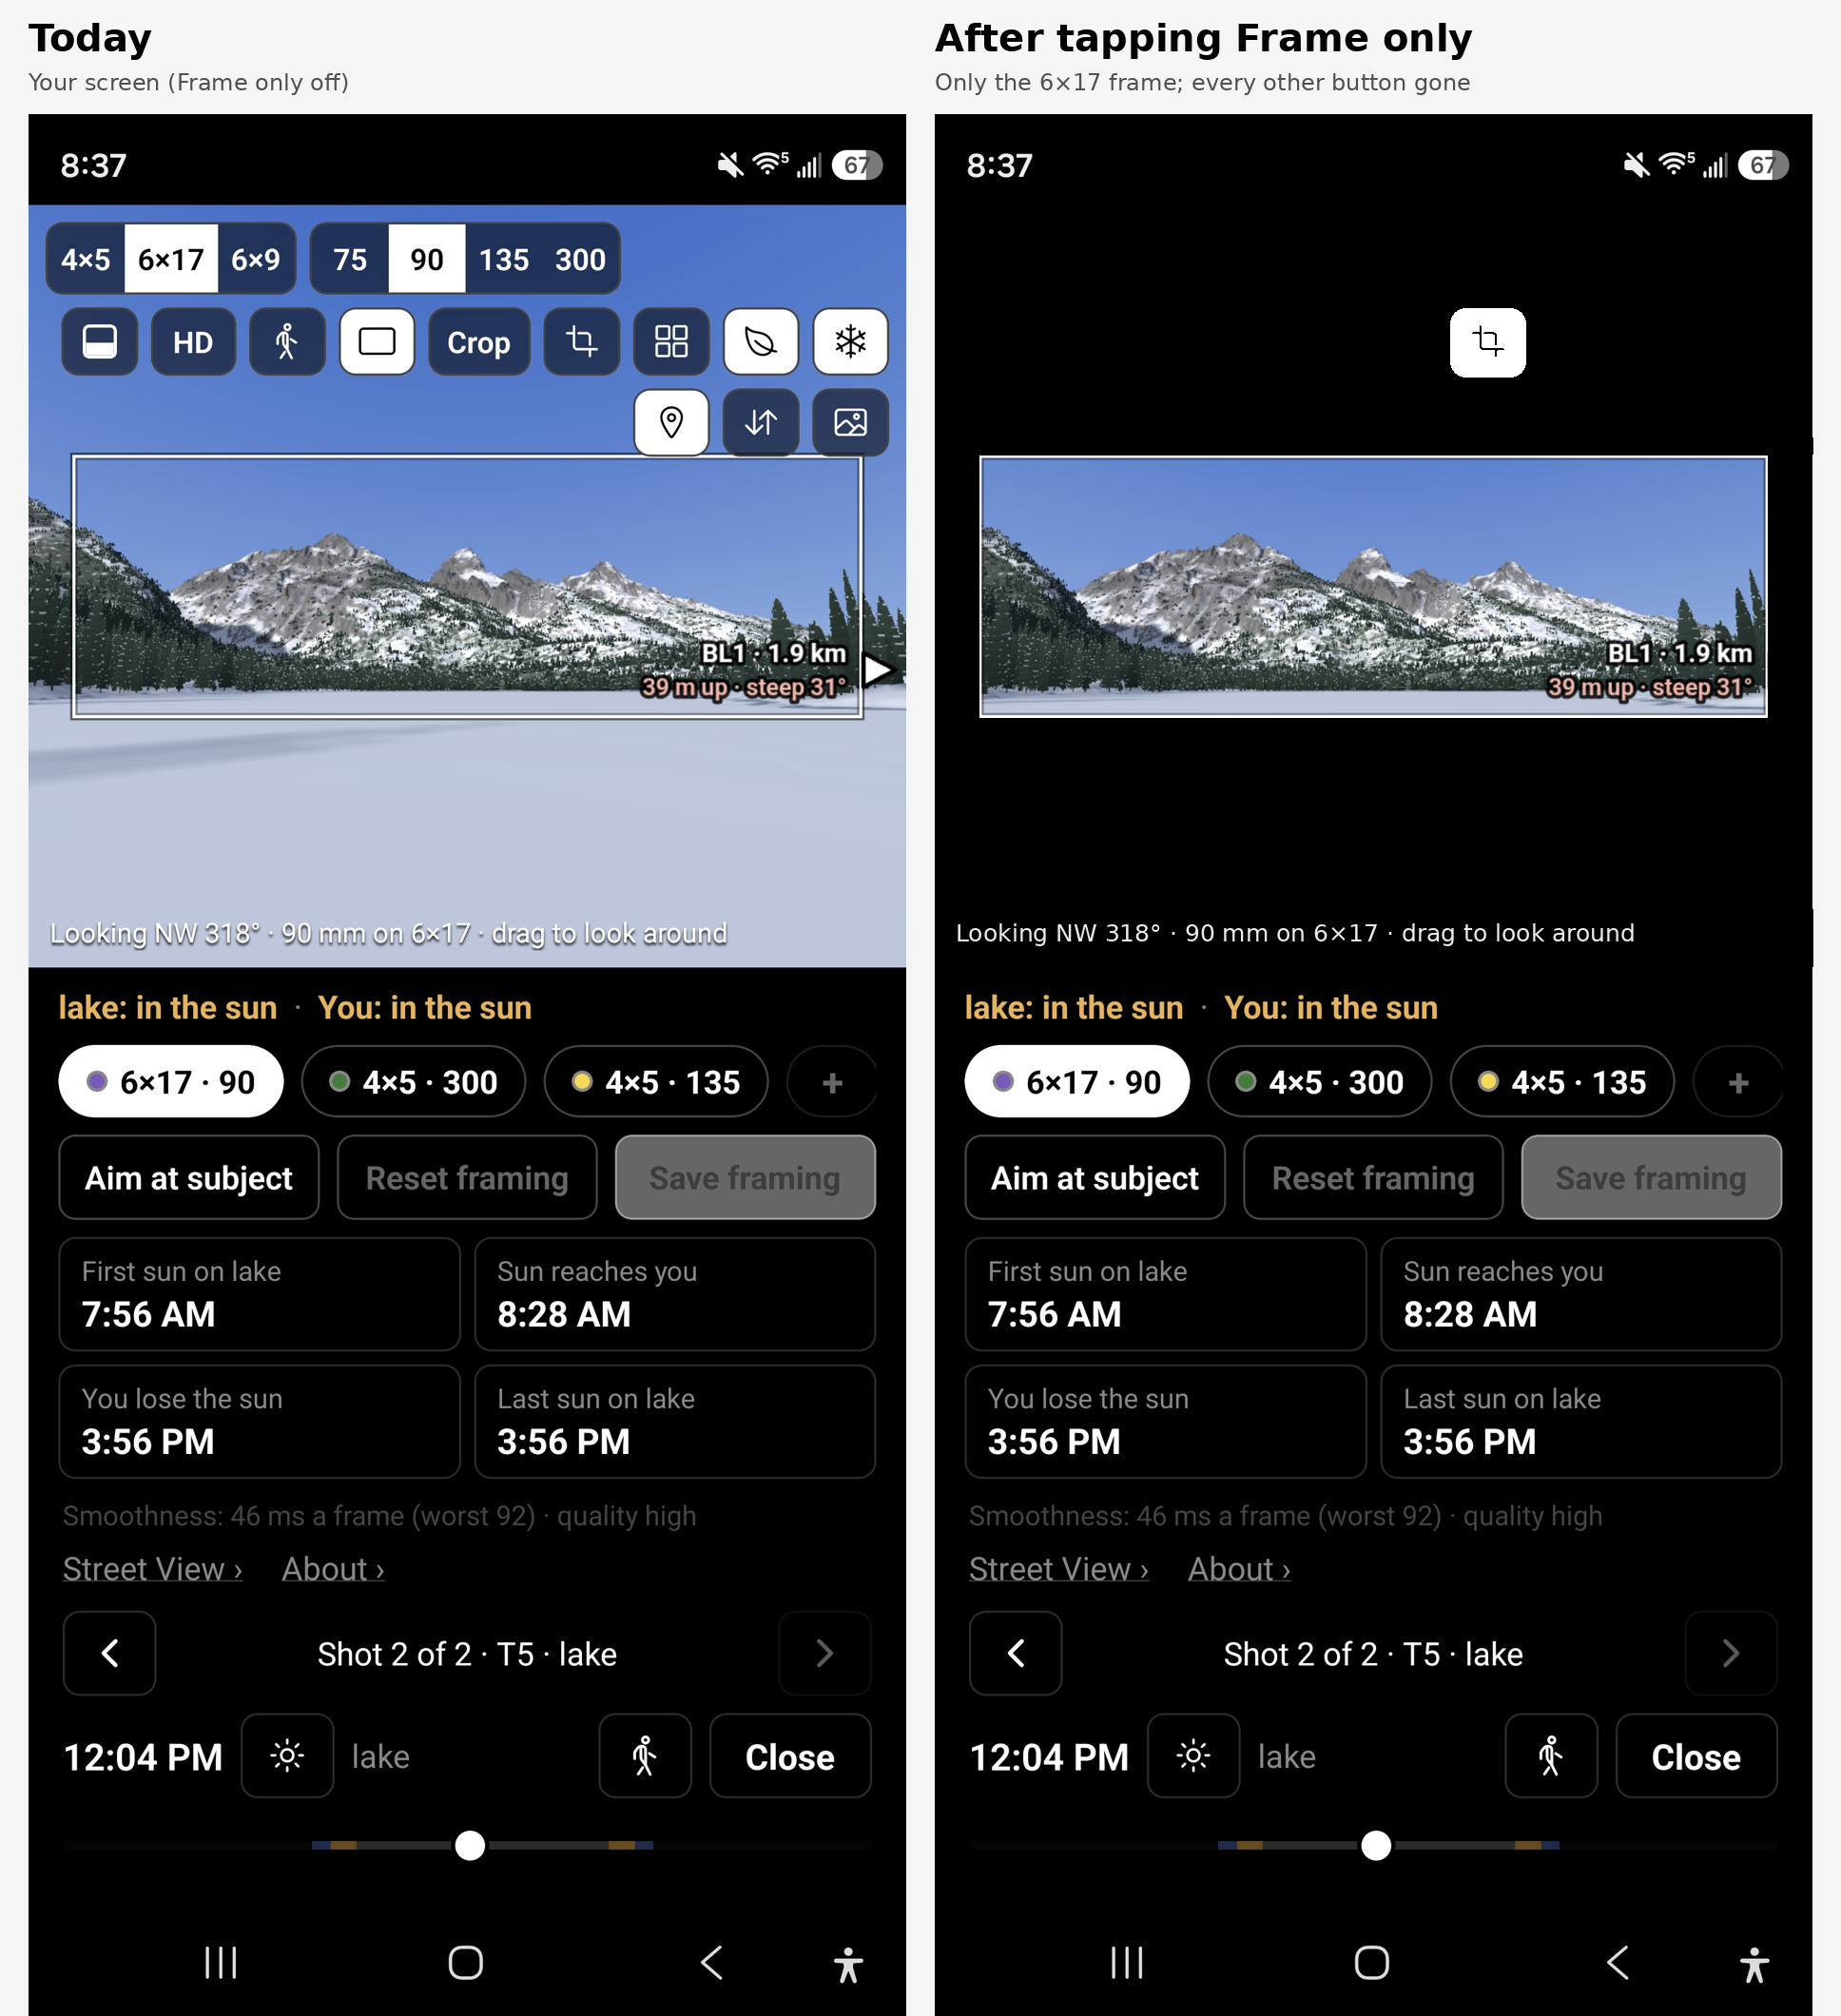 Today
Your screen (Frame only off)
8:37
5
67
4×5 6×17 6×9 75 90 135 300
HD Crop
BL1 · 1.9 km
39 m up · steep 31°
Looking NW 318° · 90 mm on 6×17 · drag to look around
lake: in the sun · You: in the sun
6×17 · 90 4×5 · 300 4×5 · 135 +
Aim at subject Reset framing Save framing
First sun on lake Sun reaches you
7:56 AM 8:28 AM
You lose the sun Last sun on lake
3:56 PM 3:56 PM
Smoothness: 46 ms a frame (worst 92) · quality high
Street View › About ›
Shot 2 of 2 · T5 · lake
12:04 PM lake Close
After tapping Frame only
Only the 6×17 frame; every other button gone
8:37
5
67
BL1 · 1.9 km
39 m up · steep 31°
Looking NW 318° · 90 mm on 6×17 · drag to look around
lake: in the sun · You: in the sun
6×17 · 90 4×5 · 300 4×5 · 135 +
Aim at subject Reset framing Save framing
First sun on lake Sun reaches you
7:56 AM 8:28 AM
You lose the sun Last sun on lake
3:56 PM 3:56 PM
Smoothness: 46 ms a frame (worst 92) · quality high
Street View › About ›
Shot 2 of 2 · T5 · lake
12:04 PM lake Close